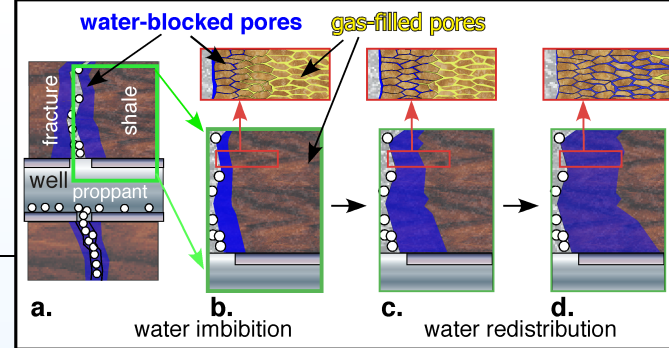 water-blocked pores
gas-filled pores
fracture
shale
well
proppant
a.
b.
c.
d.
water imbibition
water redistribution